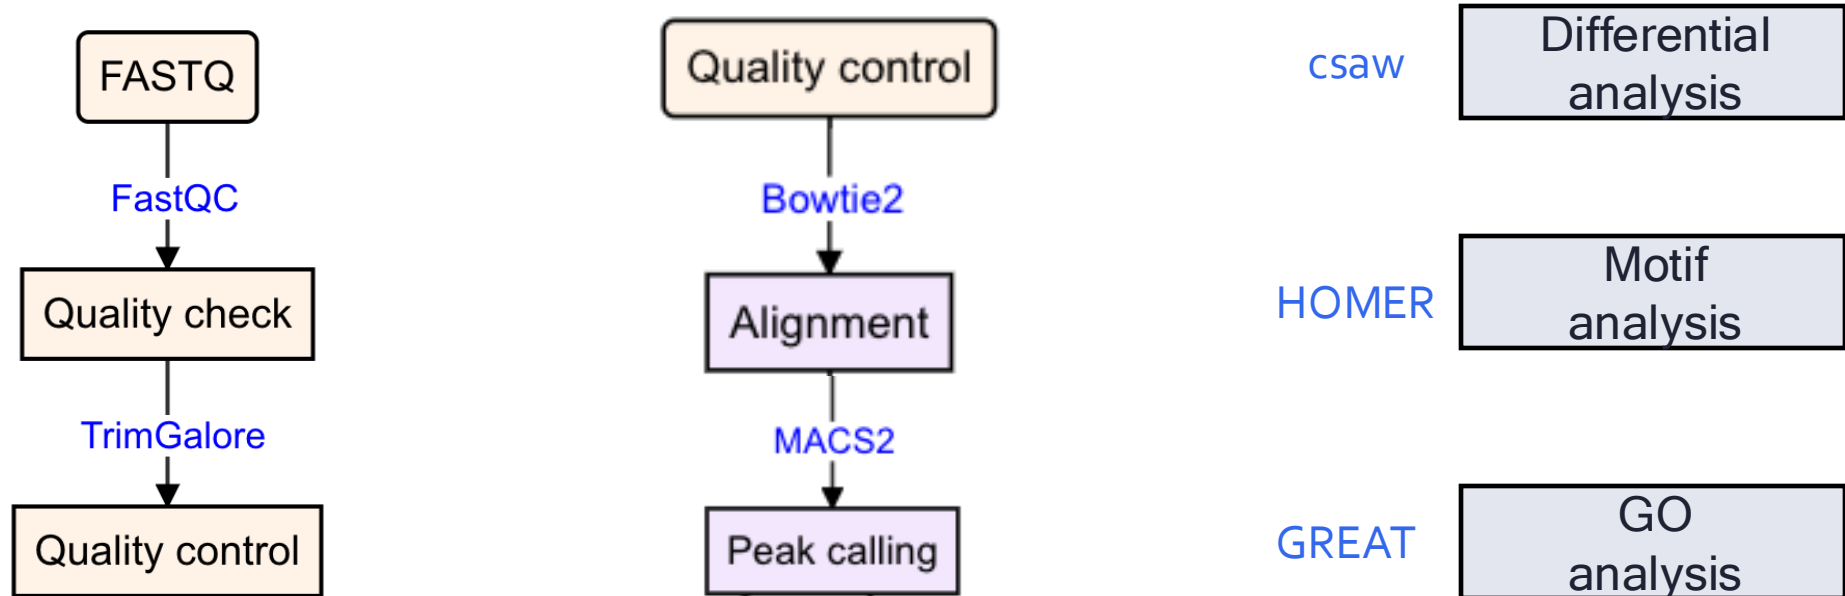 FASTQ
FastQC
Quality check
TrimGalore
Quality control
Quality control
Bowtie2
Alignment
MACS2
Peak calling
csaw
Differential
analysis
HOMER
Motif
analysis
GREAT
GO
analysis